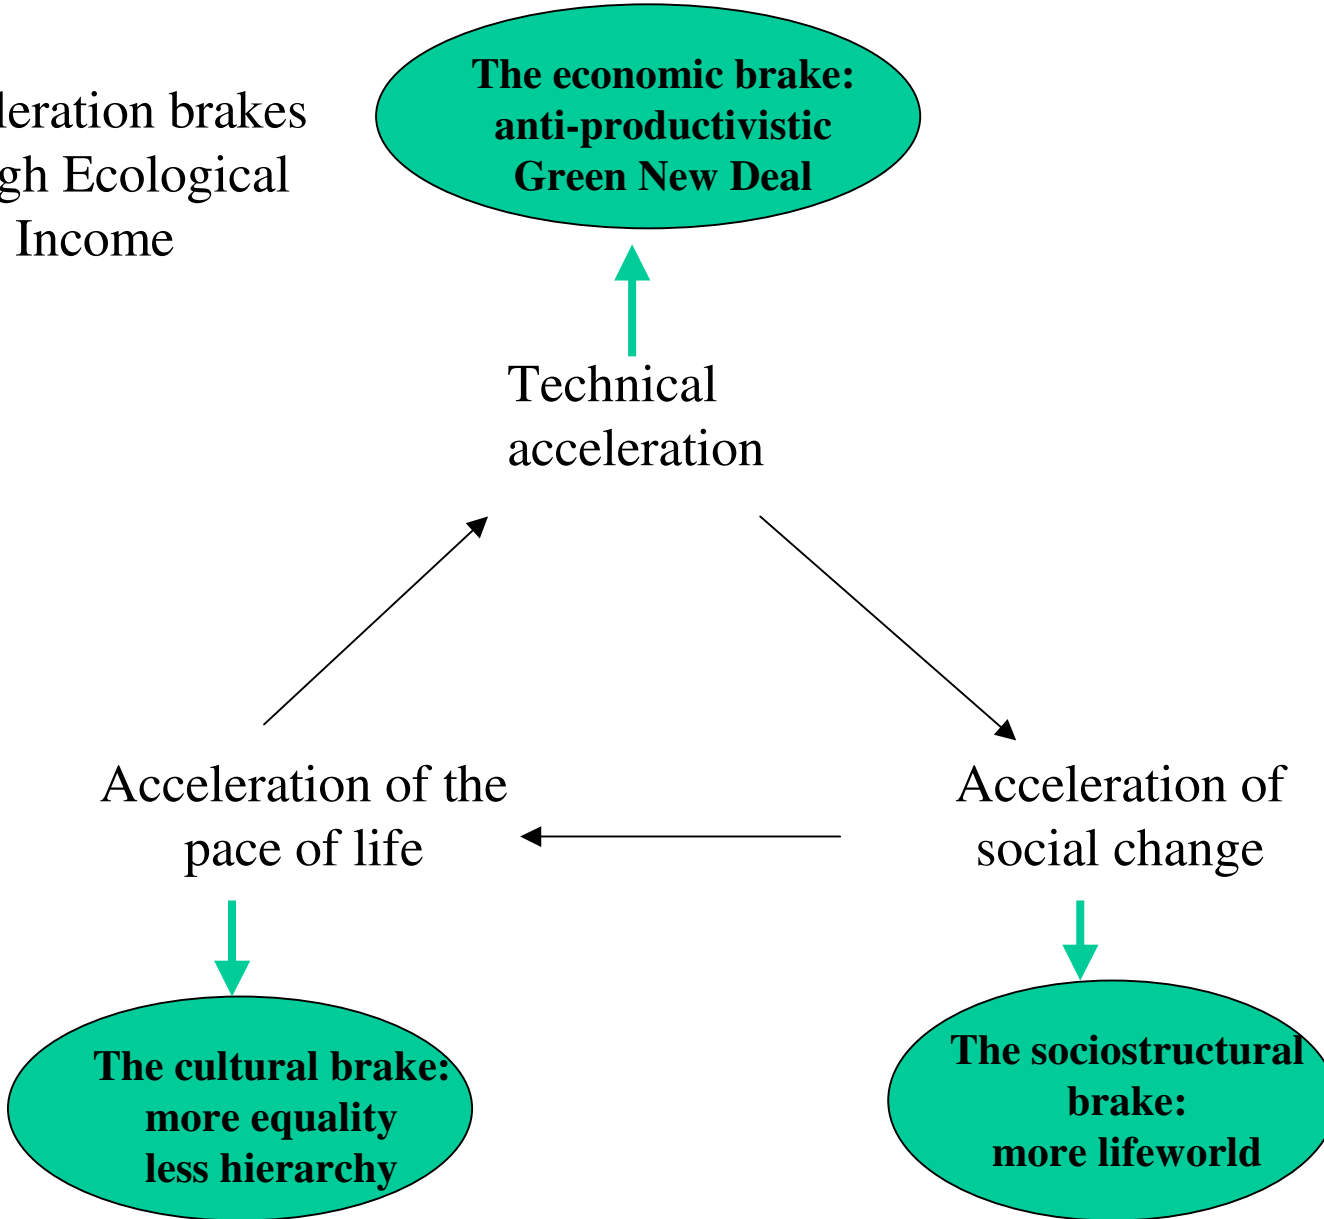 leration brakes
gh Ecological
Income
The economic brake:
anti-productivistic
Green New Deal
Technical
acceleration
Acceleration of the
pace of life
Acceleration of
social change
The cultural brake:
more equality
less hierarchy
The sociostructural
brake:
more lifeworld